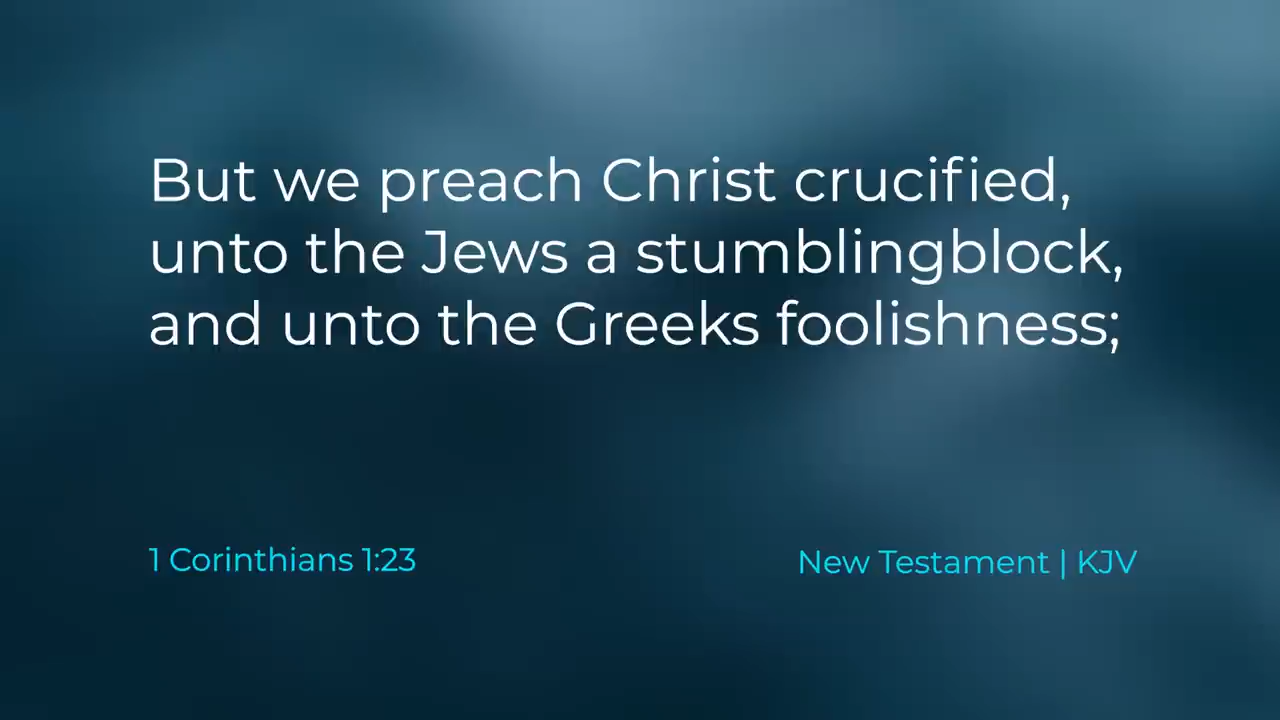 But we preach Christ crucified,
unto the Jews a stumblingblock,
and unto the Greeks foolishness;
1 Corinthians 1:23
New Testament | KJV